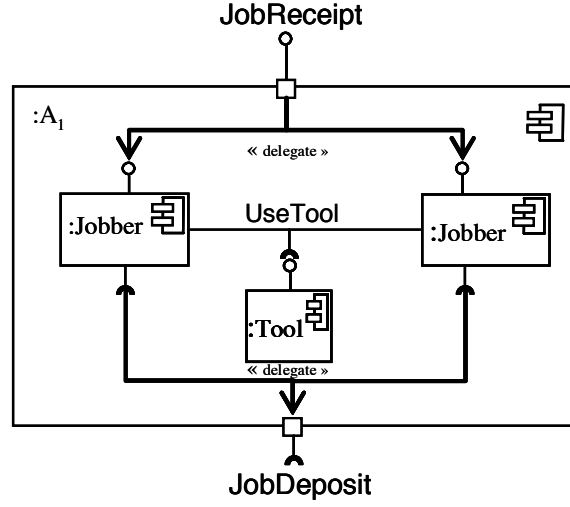 JobReceipt
:A1
« delegate »
:Jobber
UseTool
:Jobber
:Tool
« delegate »
JobDeposit